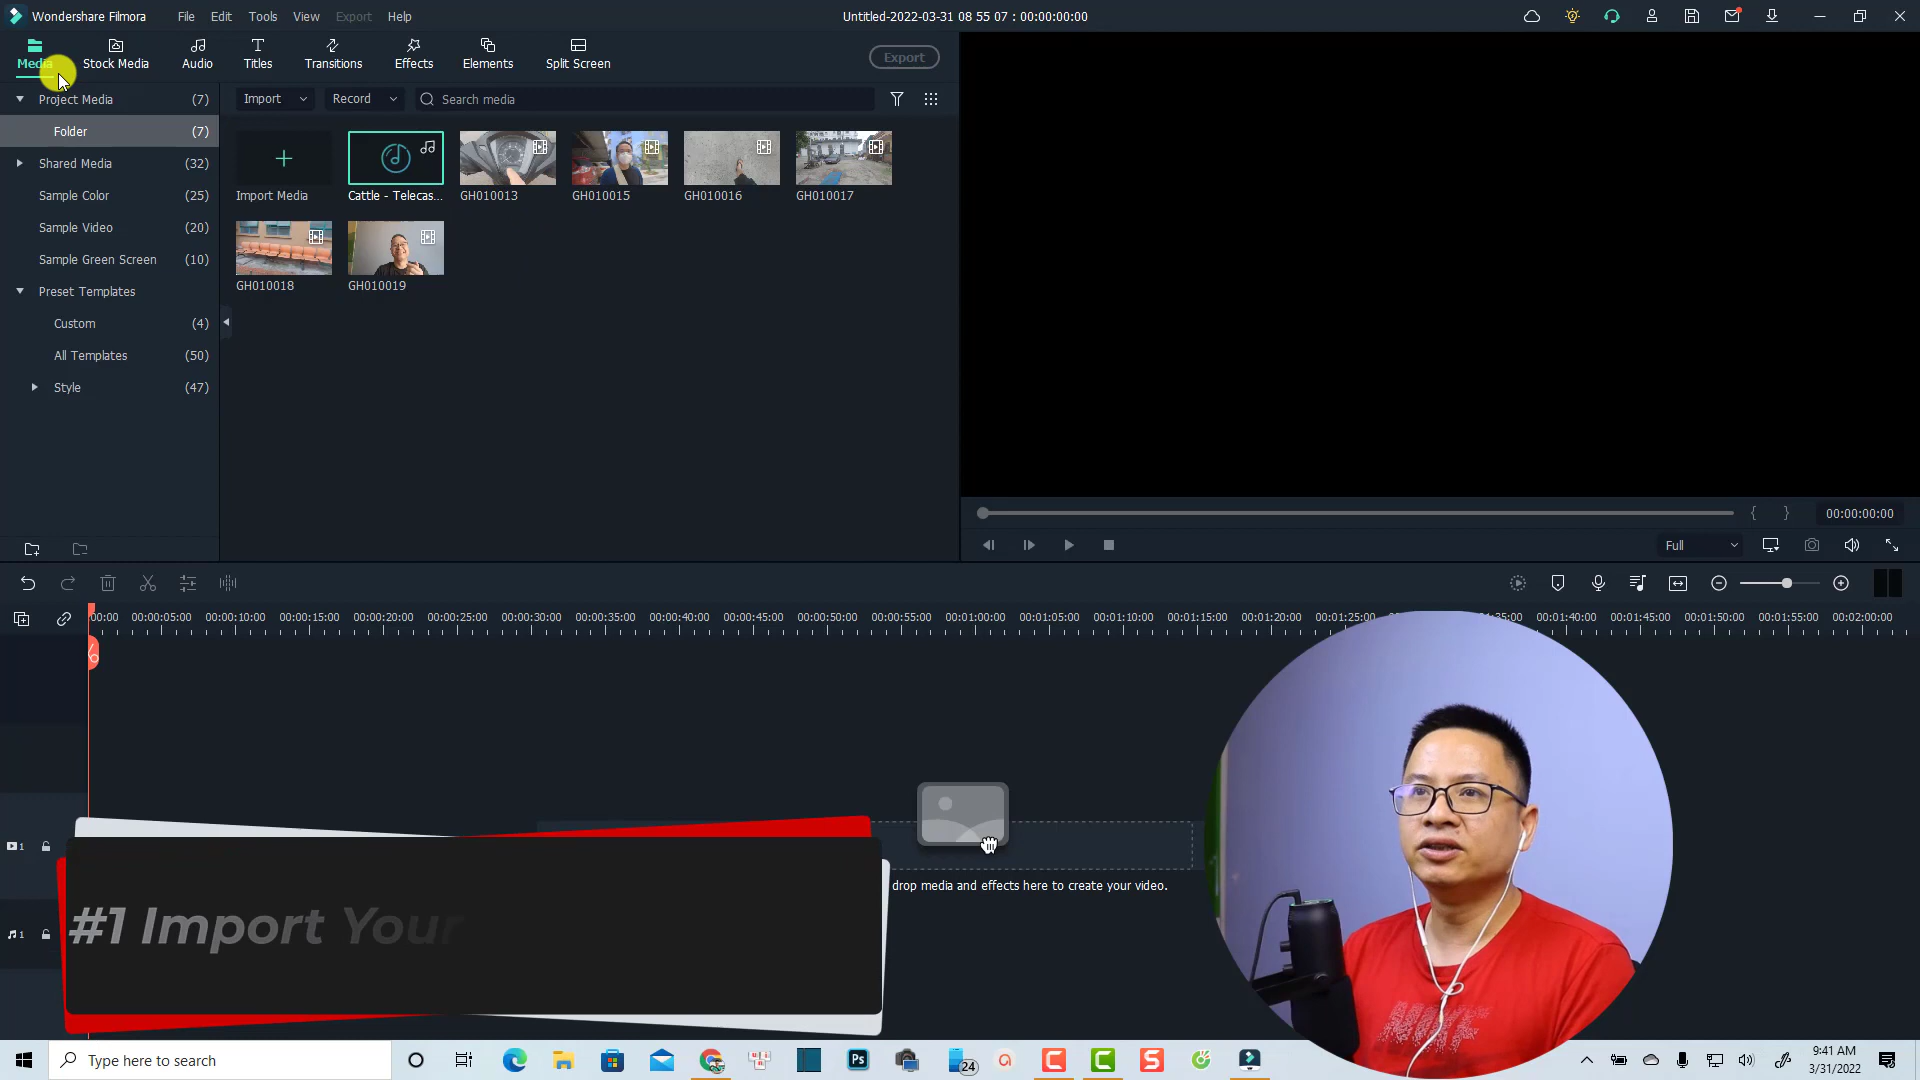 Wondershare Filmora File Edit Tools View Export Help Untitled-2022-03-31 08 55 07 : 00:00:00:00
Media Stock Media Audio Titles Transitions Effects Elements Split Screen Export
Project Media (7)
Import Record Search media
Folder (7)
Shared Media (32)
Sample Color (25)
Import Media Cattle - Telecas... GH010013 GH010015 GH010016 GH010017
Sample Video (20)
Sample Green Screen (10)
GH010018 GH010019
Preset Templates
Custom (4)
All Templates (50)
Style (47)
{ } 00:00:00:00
Full
:00:00 00:00:05:00 00:00:10:00 00:00:15:00 00:00:20:00 00:00:25:00 00:00:30:00 00:00:35:00 00:00:40:00 00:00:45:00 00:00:50:00 00:00:55:00 00:01:00:00 00:01:05:00 00:01:10:00 00:01:15:00 00:01:20:00 00:01:25:00 :35:00 00:01:40:00 00:01:45:00 00:01:50:00 00:01:55:00 00:02:00:00
1
drop media and effects here to create your video.
#1 Import Your
1
NIKE
Type here to search Ps 24 C C S 9:41 AM
3/31/2022